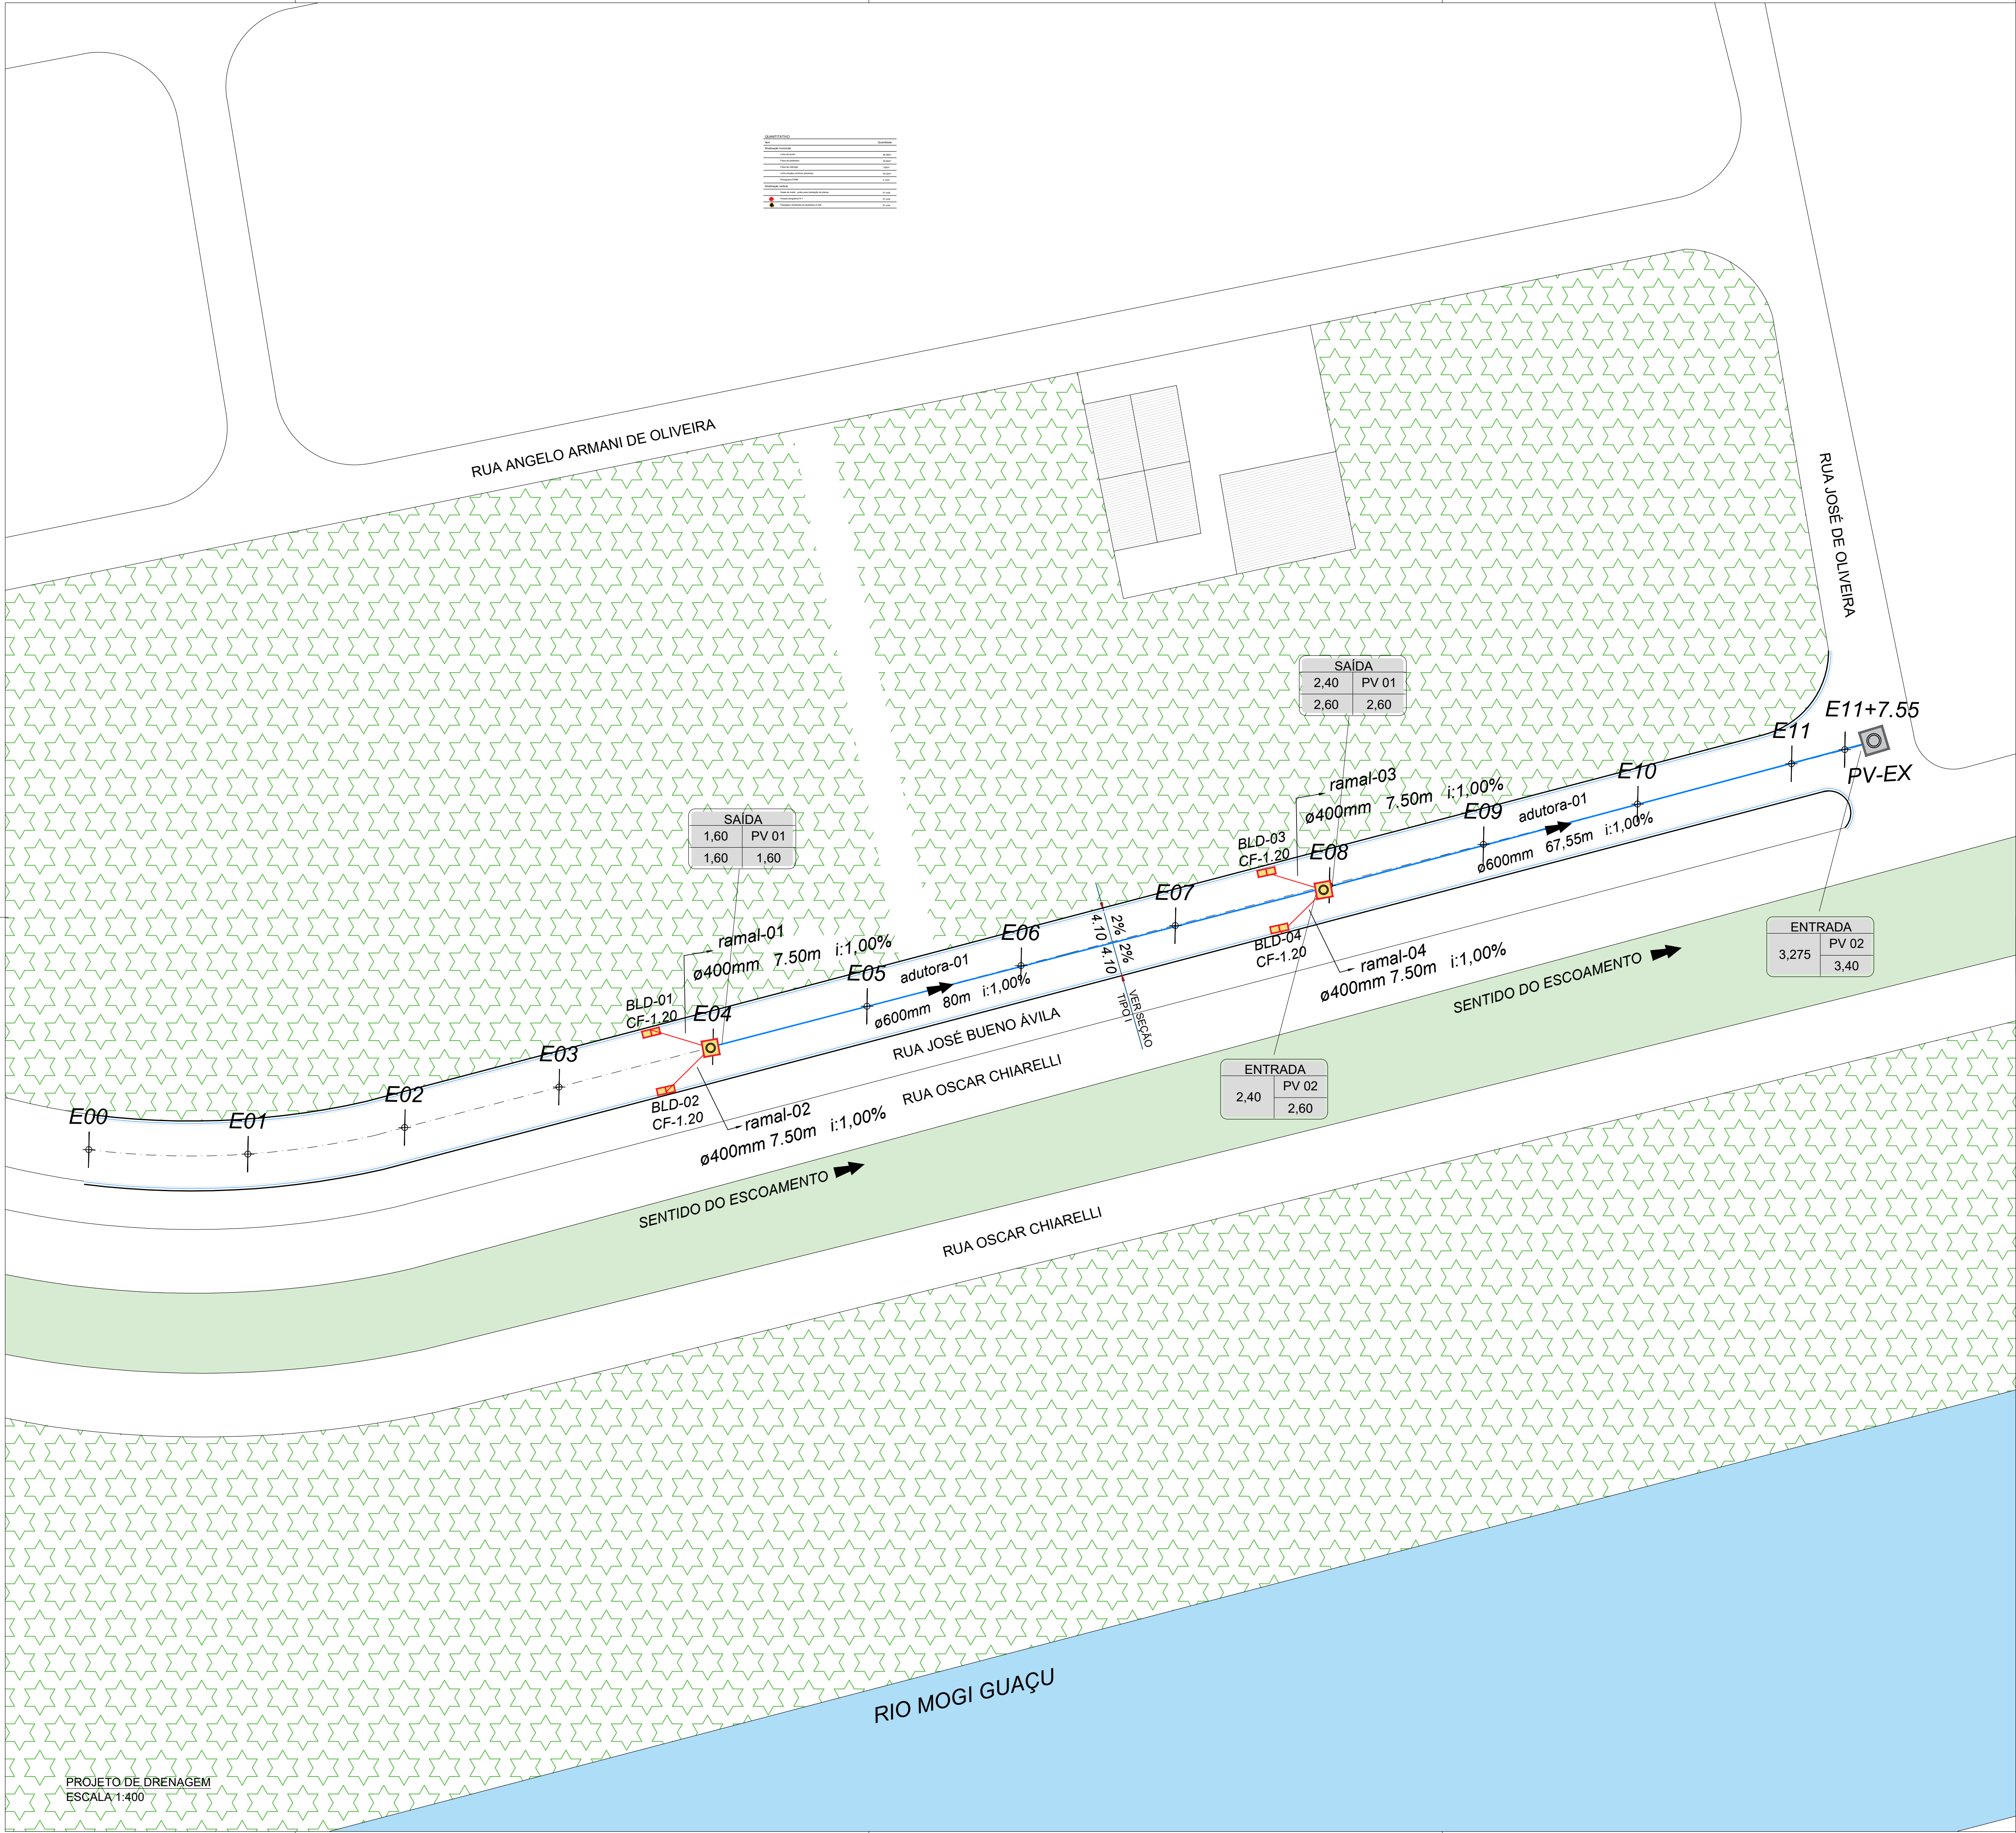 QUANTITATIVO
Item Quantidade
Sinalização horizontal
Sinalização vertical
RUA ANGELO ARMANI DE OLIVEIRA
RUA JOSÉ DE OLIVEIRA
SAÍDA
2,40 PV 01
2,60 2,60
E11+7.55
E11
PV-EX
E10
ramal-03
ø400mm 7.50m i:1,00%
E09
adutora-01
ø600mm 67,55m i:1,00%
BLD-03
CF-1.20
E08
SAÍDA
1,60 PV 01
1,60 1,60
E07
2% 2%
4.10 4.10
VER SEÇÃO
TIPO I
E06
ramal-01
ø400mm 7.50m i:1,00%
E05
adutora-01
ø600mm 80m i:1,00%
BLD-04
CF-1.20
ramal-04
ø400mm 7.50m i:1,00%
ENTRADA
3,275 PV 02
3,40
SENTIDO DO ESCOAMENTO
BLD-01
CF-1.20
E04
RUA JOSÉ BUENO ÁVILA
E03
E02
E01
E00
BLD-02
CF-1.20
ramal-02
ø400mm 7.50m i:1,00%
RUA OSCAR CHIARELLI
ENTRADA
2,40 PV 02
2,60
SENTIDO DO ESCOAMENTO
RUA OSCAR CHIARELLI
RIO MOGI GUAÇU
PROJETO DE DRENAGEM
ESCALA 1:400